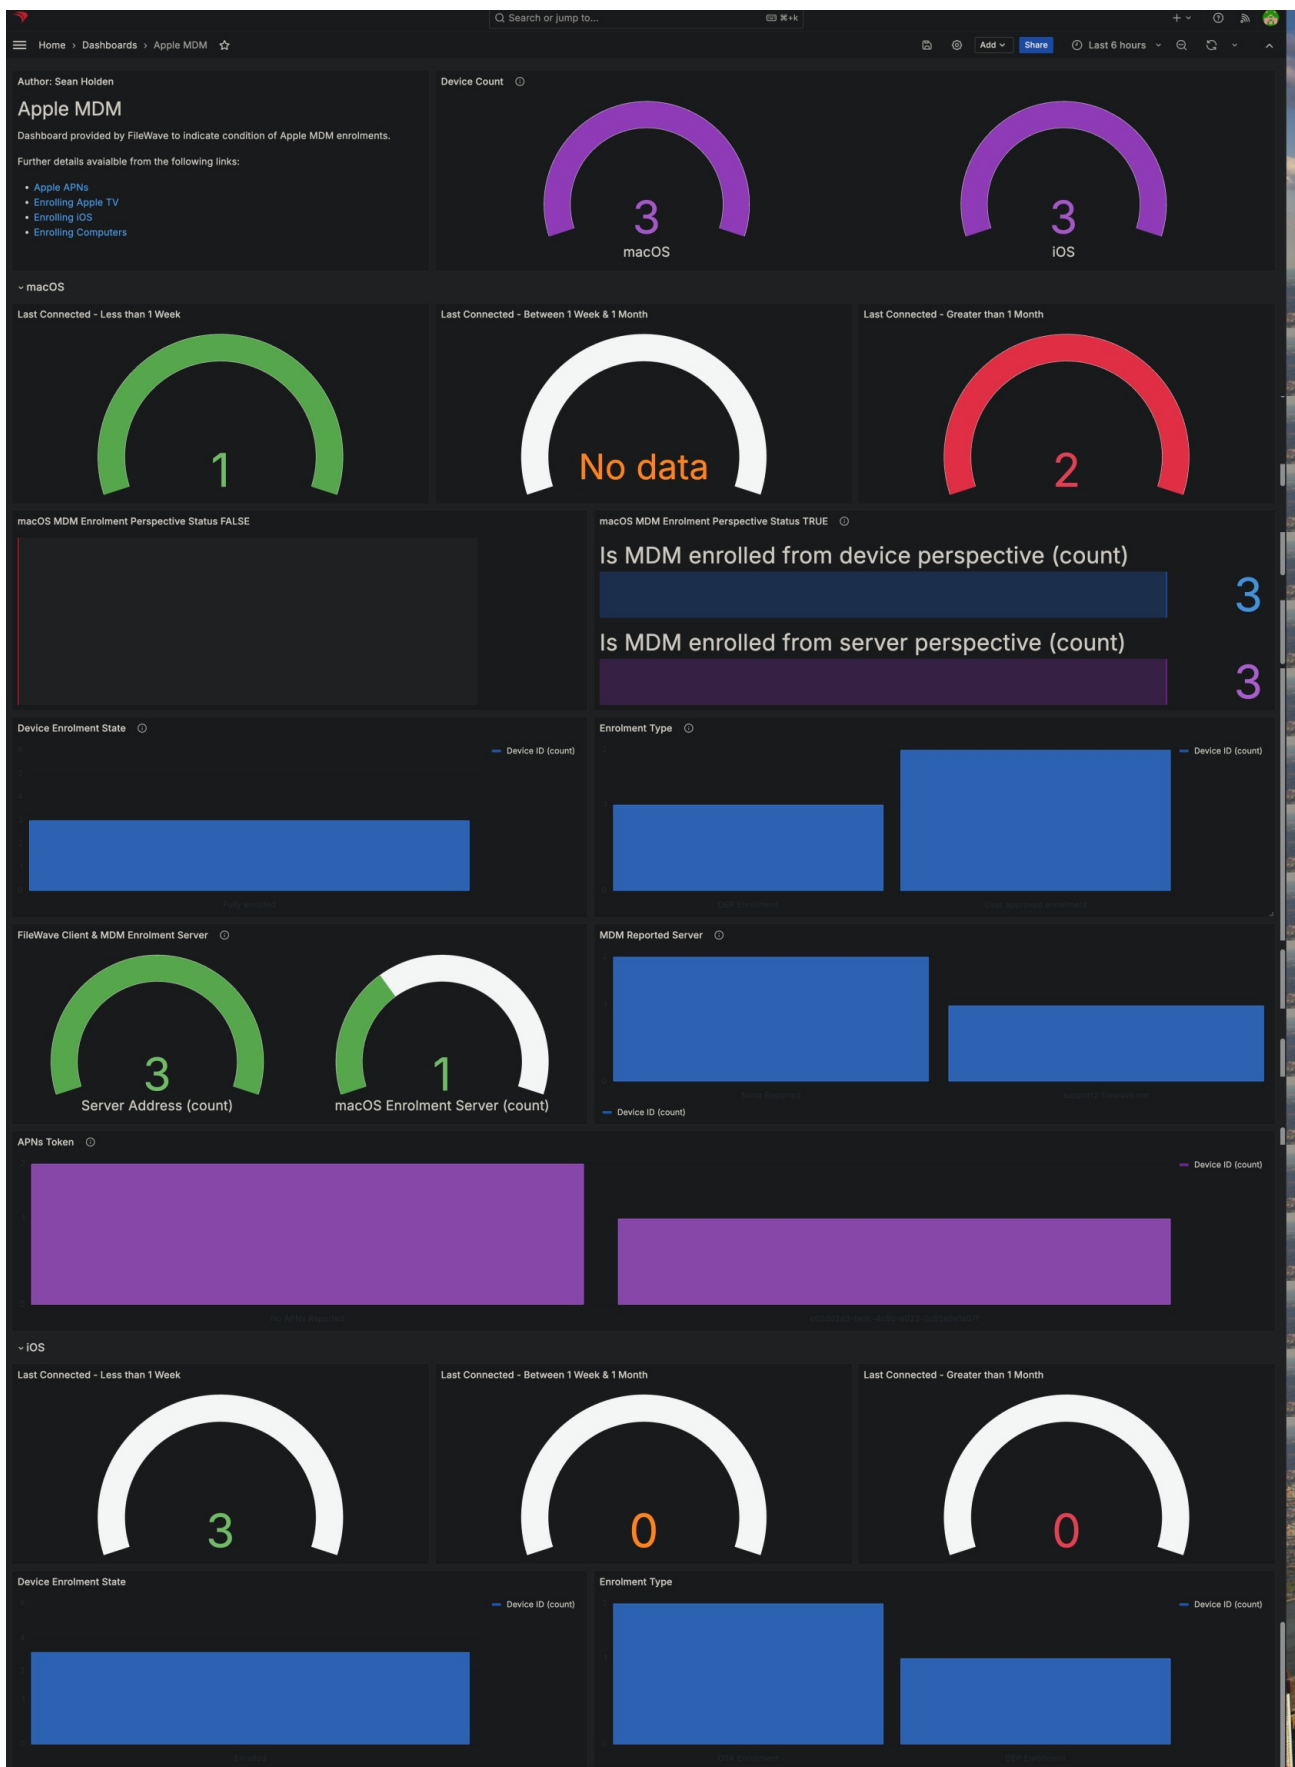 Search or jump to...
⌘+k
Home › Dashboards › Apple MDM
Add
Share
Last 6 hours
Author: Sean Holden
Apple MDM
Dashboard provided by FileWave to indicate condition of Apple MDM enrolments.
Further details avaialble from the following links:
• Apple APNs
• Enrolling Apple TV
• Enrolling iOS
• Enrolling Computers
Device Count
3
macOS
3
iOS
macOS
Last Connected - Less than 1 Week
1
Last Connected - Between 1 Week & 1 Month
No data
Last Connected - Greater than 1 Month
2
macOS MDM Enrolment Perspective Status FALSE
macOS MDM Enrolment Perspective Status TRUE
Is MDM enrolled from device perspective (count)
3
Is MDM enrolled from server perspective (count)
3
Device Enrolment State
Device ID (count)
Enrolment Type
Device ID (count)
FileWave Client & MDM Enrolment Server
3
Server Address (count)
1
macOS Enrolment Server (count)
MDM Reported Server
Device ID (count)
APNs Token
Device ID (count)
iOS
Last Connected - Less than 1 Week
3
Last Connected - Between 1 Week & 1 Month
0
Last Connected - Greater than 1 Month
0
Device Enrolment State
Device ID (count)
Enrolment Type
Device ID (count)